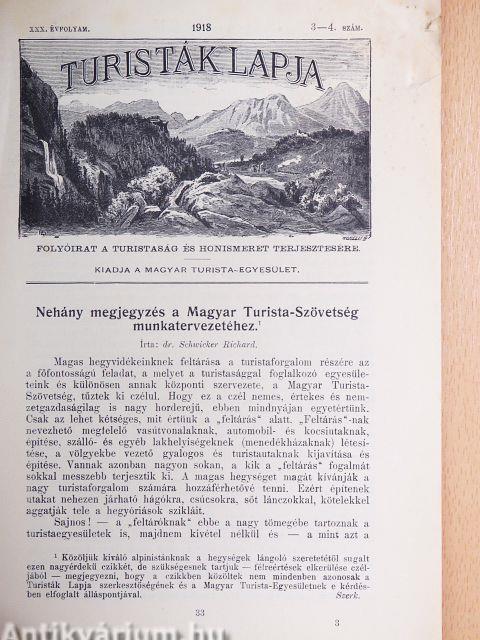 XXX. ÉVFOLYAM. 1918 3—4. SZÁM.
TURISTÁK LAPJA
FOLYÓIRAT A TURISTASÁG ÉS HONISMERET TERJESZTÉSÉRE.
KIADJA A MAGYAR TURISTA-EGYESÜLET.
Nehány megjegyzés a Magyar Turista-Szövetség
munkatervezetéhez.¹
Írta: dr. Schwicker Richard.
Magas hegyvidékeinknek feltárása a turistaforgalom részére az
a főfontosságú feladat, a melyet a turistasággal foglalkozó egyesüle-
teink és különösen annak központi szervezete, a Magyar Turista-
Szövetség, tűztek ki czélul. Hogy ez a czél nemes, értékes és nem-
zetgazdaságilag is nagy horderejű, ebben mindnyájan egyetértünk.
Csak az lehet kétséges, mit értünk a „feltárás" alatt. „Feltárás"-nak
nevezhető megfelelő vasútvonalaknak, automobil- és kocsiutaknak,
építése, szálló- és egyéb lakhelyiségeknek (menedékházaknak) létesí-
tése, a völgyekbe vezető gyalogos és turistautaknak kijavítása és
építése. Vannak azonban nagyon sokan, a kik a „feltárás" fogalmát
sokkal messzebb terjesztik ki. A magas hegységet magát kívánják a
nagy turistaforgalom számára hozzáférhetővé tenni. Ezért építenek
utakat nehezen járható hágókra, csúcsokra, sőt lánczokkal, kötelekkel
aggatják tele a hegyóriások szikláit.
Sajnos! — a „feltáróknak" ebbe a nagy tömegébe tartoznak a
turistaegyesületek is, majdnem kivétel nélkül és — a mint azt a
¹ Közöljük kiváló alpinistánknak a hegységek lángoló szeretetétől sugalt
ezen nagyérdekű czikkét, de szükségesnek tartjuk — félreértések elkerülése czél-
jából — megjegyezni, hogy a czikkben közöltek nem mindenben azonosak a
Turisták Lapja szerkesztőségének és a Magyar Turista-Egyesületnek e kérdés-
ben elfoglalt álláspontjával. Szerk.
33
3
Antikvárium.hu